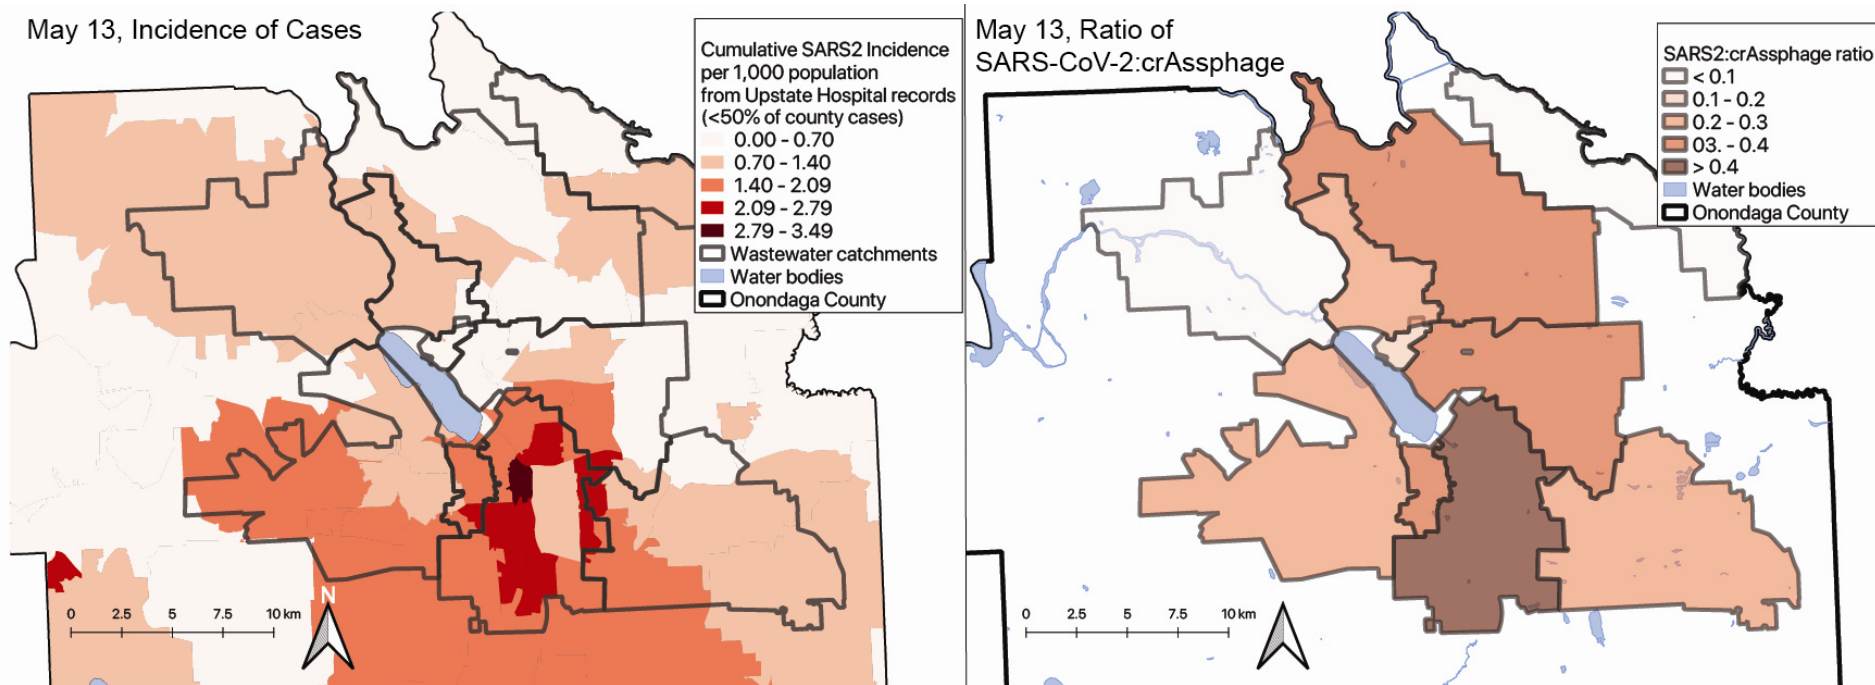 May 13, Incidence of Cases
Cumulative SARS2 Incidence
per 1,000 population
from Upstate Hospital records
(<50% of county cases)
0.00 - 0.70
0.70 - 1.40
1.40 - 2.09
2.09 - 2.79
2.79 - 3.49
Wastewater catchments
Water bodies
Onondaga County
N
0 2.5 5 7.5 10 km
May 13, Ratio of
SARS-CoV-2:crAssphage
SARS2:crAssphage ratio
< 0.1
0.1 - 0.2
0.2 - 0.3
03. - 0.4
> 0.4
Water bodies
Onondaga County
0 2.5 5 7.5 10 km